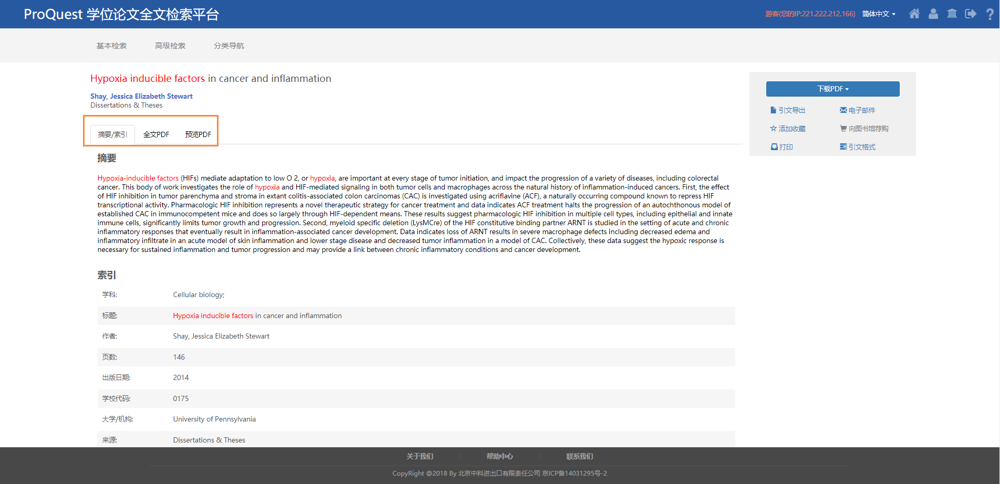 ProQuest 学位论文全文检索平台
游客(您的IP:221.222.212.166) 简体中文
基本检索 高级检索 分类导航
Hypoxia inducible factors in cancer and inflammation
Shay, Jessica Elizabeth Stewart
Dissertations & Theses
摘要/索引 全文PDF 预览PDF
下载PDF
引文导出 电子邮件
添加收藏 向图书馆荐购
打印 引文格式
摘要
Hypoxia-inducible factors (HIFs) mediate adaptation to low O 2, or hypoxia, are important at every stage of tumor initiation, and impact the progression of a variety of diseases, including colorectal
cancer. This body of work investigates the role of hypoxia and HIF-mediated signaling in both tumor cells and macrophages across the natural history of inflammation-induced cancers. First, the effect
of HIF inhibition in tumor parenchyma and stroma in extant colitis-associated colon carcinomas (CAC) is investigated using acriflavine (ACF), a naturally occurring compound known to repress HIF
transcriptional activity. Pharmacologic HIF inhibition represents a novel therapeutic strategy for cancer treatment and data indicates ACF treatment halts the progression of an autochthonous model of
established CAC in immunocompetent mice and does so largely through HIF-dependent means. These results suggest pharmacologic HIF inhibition in multiple cell types, including epithelial and innate
immune cells, significantly limits tumor growth and progression. Second, myeloid specific deletion (LysMCre) of the HIF constitutive binding partner ARNT is studied in the setting of acute and chronic
inflammatory responses that eventually result in inflammation-associated cancer development. Data indicates loss of ARNT results in severe macrophage defects including decreased edema and
inflammatory infiltrate in an acute model of skin inflammation and lower stage disease and decreased tumor inflammation in a model of CAC. Collectively, these data suggest the hypoxic response is
necessary for sustained inflammation and tumor progression and may provide a link between chronic inflammatory conditions and cancer development.
索引
学科: Cellular biology;
标题: Hypoxia inducible factors in cancer and inflammation
作者: Shay, Jessica Elizabeth Stewart
页数: 146
出版日期: 2014
学校代码: 0175
大学/机构: University of Pennsylvania
来源: Dissertations & Theses
关于我们 帮助中心 联系我们
CopyRight @2018 By 北京中科进出口有限责任公司 京ICP备14031295号-2